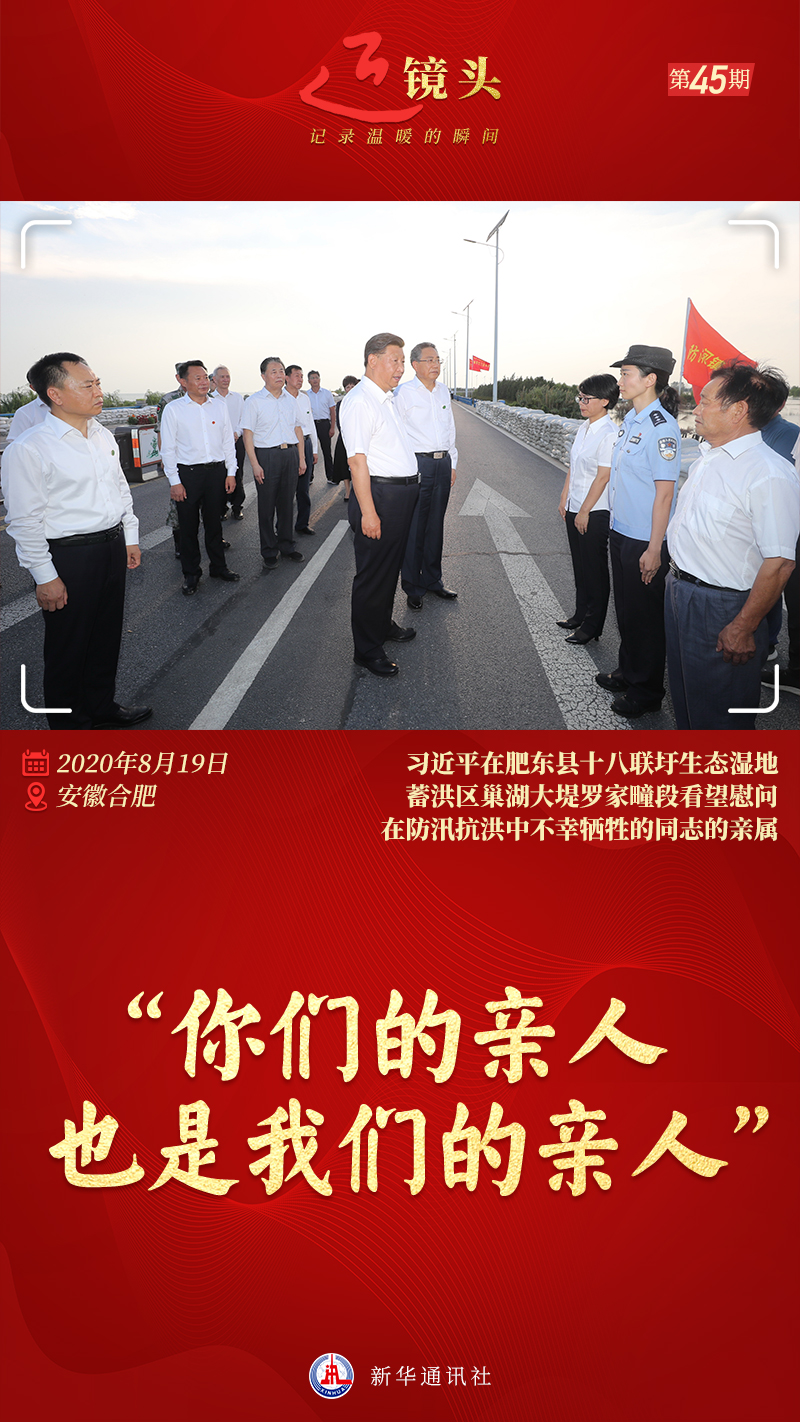 近镜头
记录温暖的瞬间
第45期
防汛
2020年8月19日
安徽合肥
习近平在肥东县十八联圩生态湿地
蓄洪区巢湖大堤罗家疃段看望慰问
在防汛抗洪中不幸牺牲的同志的亲属
“你们的亲人
也是我们的亲人”
XINHUA
新华通讯社